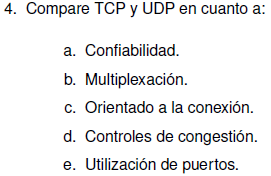 4. Compare TCP y UDP en cuanto a:
a. Confiabilidad.
b. Multiplexación.
c. Orientado a la conexión.
d. Controles de congestión.
e. Utilización de puertos.